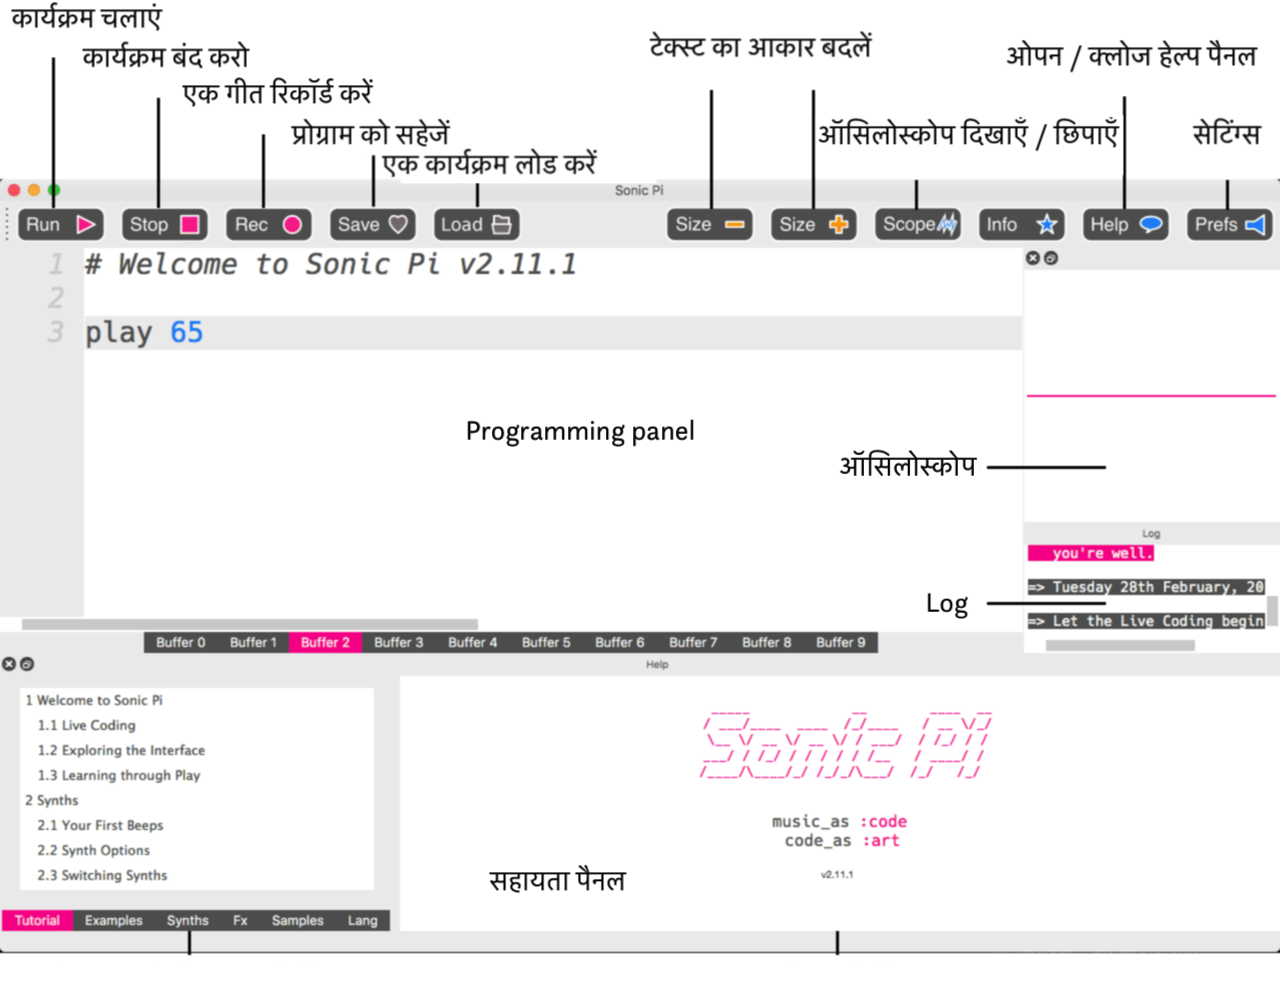 कार्यक्रम चलाएं
कार्यक्रम बंद करो
एक गीत रिकॉर्ड करें
प्रोग्राम को सहेजें
एक कार्यक्रम लोड करें
टेक्स्ट का आकार बदलें
ऑसिलोस्कोप दिखाएँ / छिपाएँ
ओपन / क्लोज हेल्प पैनल
सेटिंग्स
Sonic Pi
Run Stop Rec Save Load Size Size Scope Info Help Prefs
1 # Welcome to Sonic Pi v2.11.1
2
3 play 65
Programming panel
ऑसिलोस्कोप
Log
you're well.
=> Tuesday 28th February, 20
=> Let the Live Coding begin
Log
Buffer 0 Buffer 1 Buffer 2 Buffer 3 Buffer 4 Buffer 5 Buffer 6 Buffer 7 Buffer 8 Buffer 9
Help
1 Welcome to Sonic Pi
1.1 Live Coding
1.2 Exploring the Interface
1.3 Learning through Play
2 Synths
2.1 Your First Beeps
2.2 Synth Options
2.3 Switching Synths
Tutorial Examples Synths Fx Samples Lang
Sonic Pi
music_as :code
code_as :art
v2.11.1
सहायता पैनल